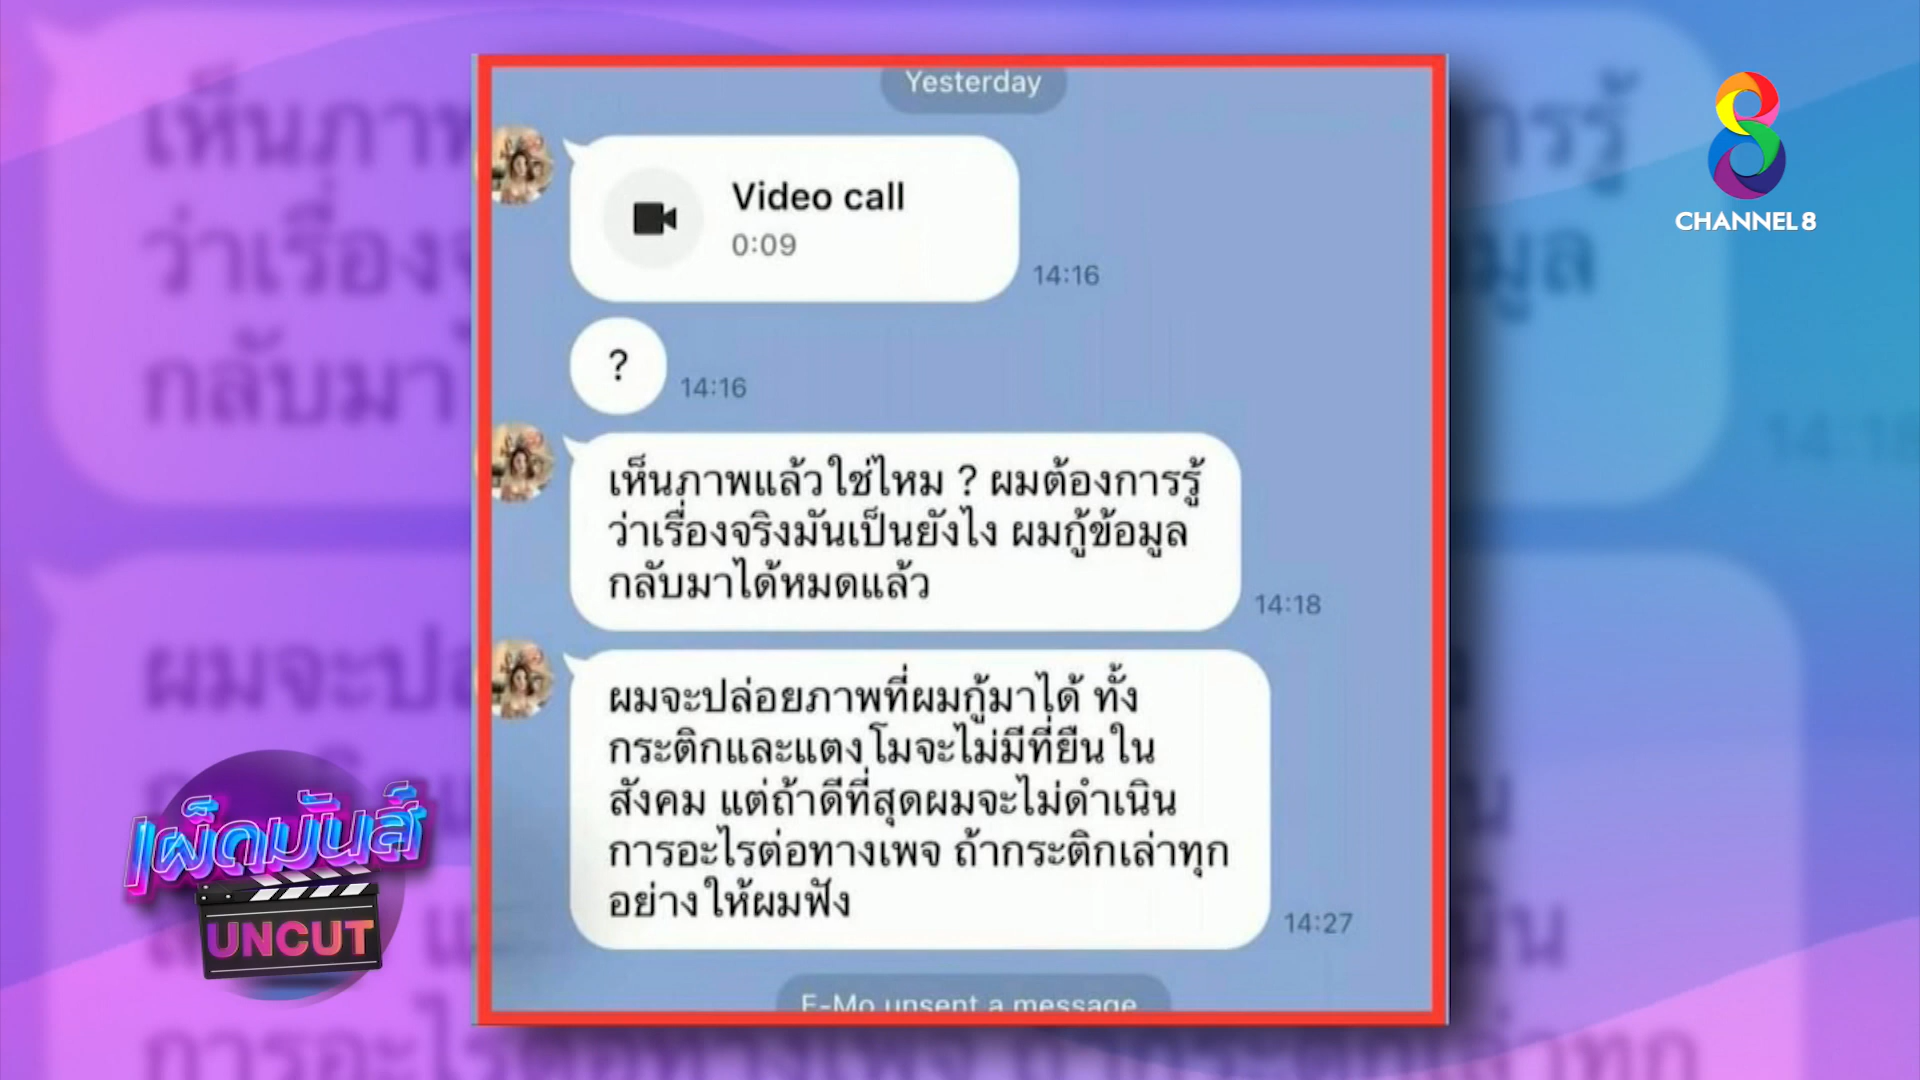 Yesterday
Video call
0:09
14:16
?
14:16
เห็นภาพแล้วใช่ไหม ? ผมต้องการรู้
ว่าเรื่องจริงมันเป็นยังไง ผมกู้ข้อมูล
กลับมาได้หมดแล้ว
14:18
ผมจะปล่อยภาพที่ผมกู้มาได้ ทั้ง
กระติกและแตงโมจะไม่มีที่ยืนใน
สังคม แต่ถ้าดีที่สุดผมจะไม่ดำเนิน
การอะไรต่อทางเพจ ถ้ากระติกเล่าทุก
อย่างให้ผมฟัง
14:27
E-Mo unsent a message
CHANNEL 8
เผ็ดมันส์
UNCUT